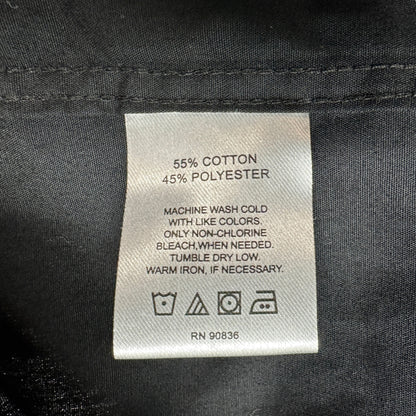 55% COTTON
45% POLYESTER
MACHINE WASH COLD
WITH LIKE COLORS.
ONLY NON-CHLORINE
BLEACH,WHEN NEEDED.
TUMBLE DRY LOW.
WARM IRON, IF NECESSARY.
RN 90836